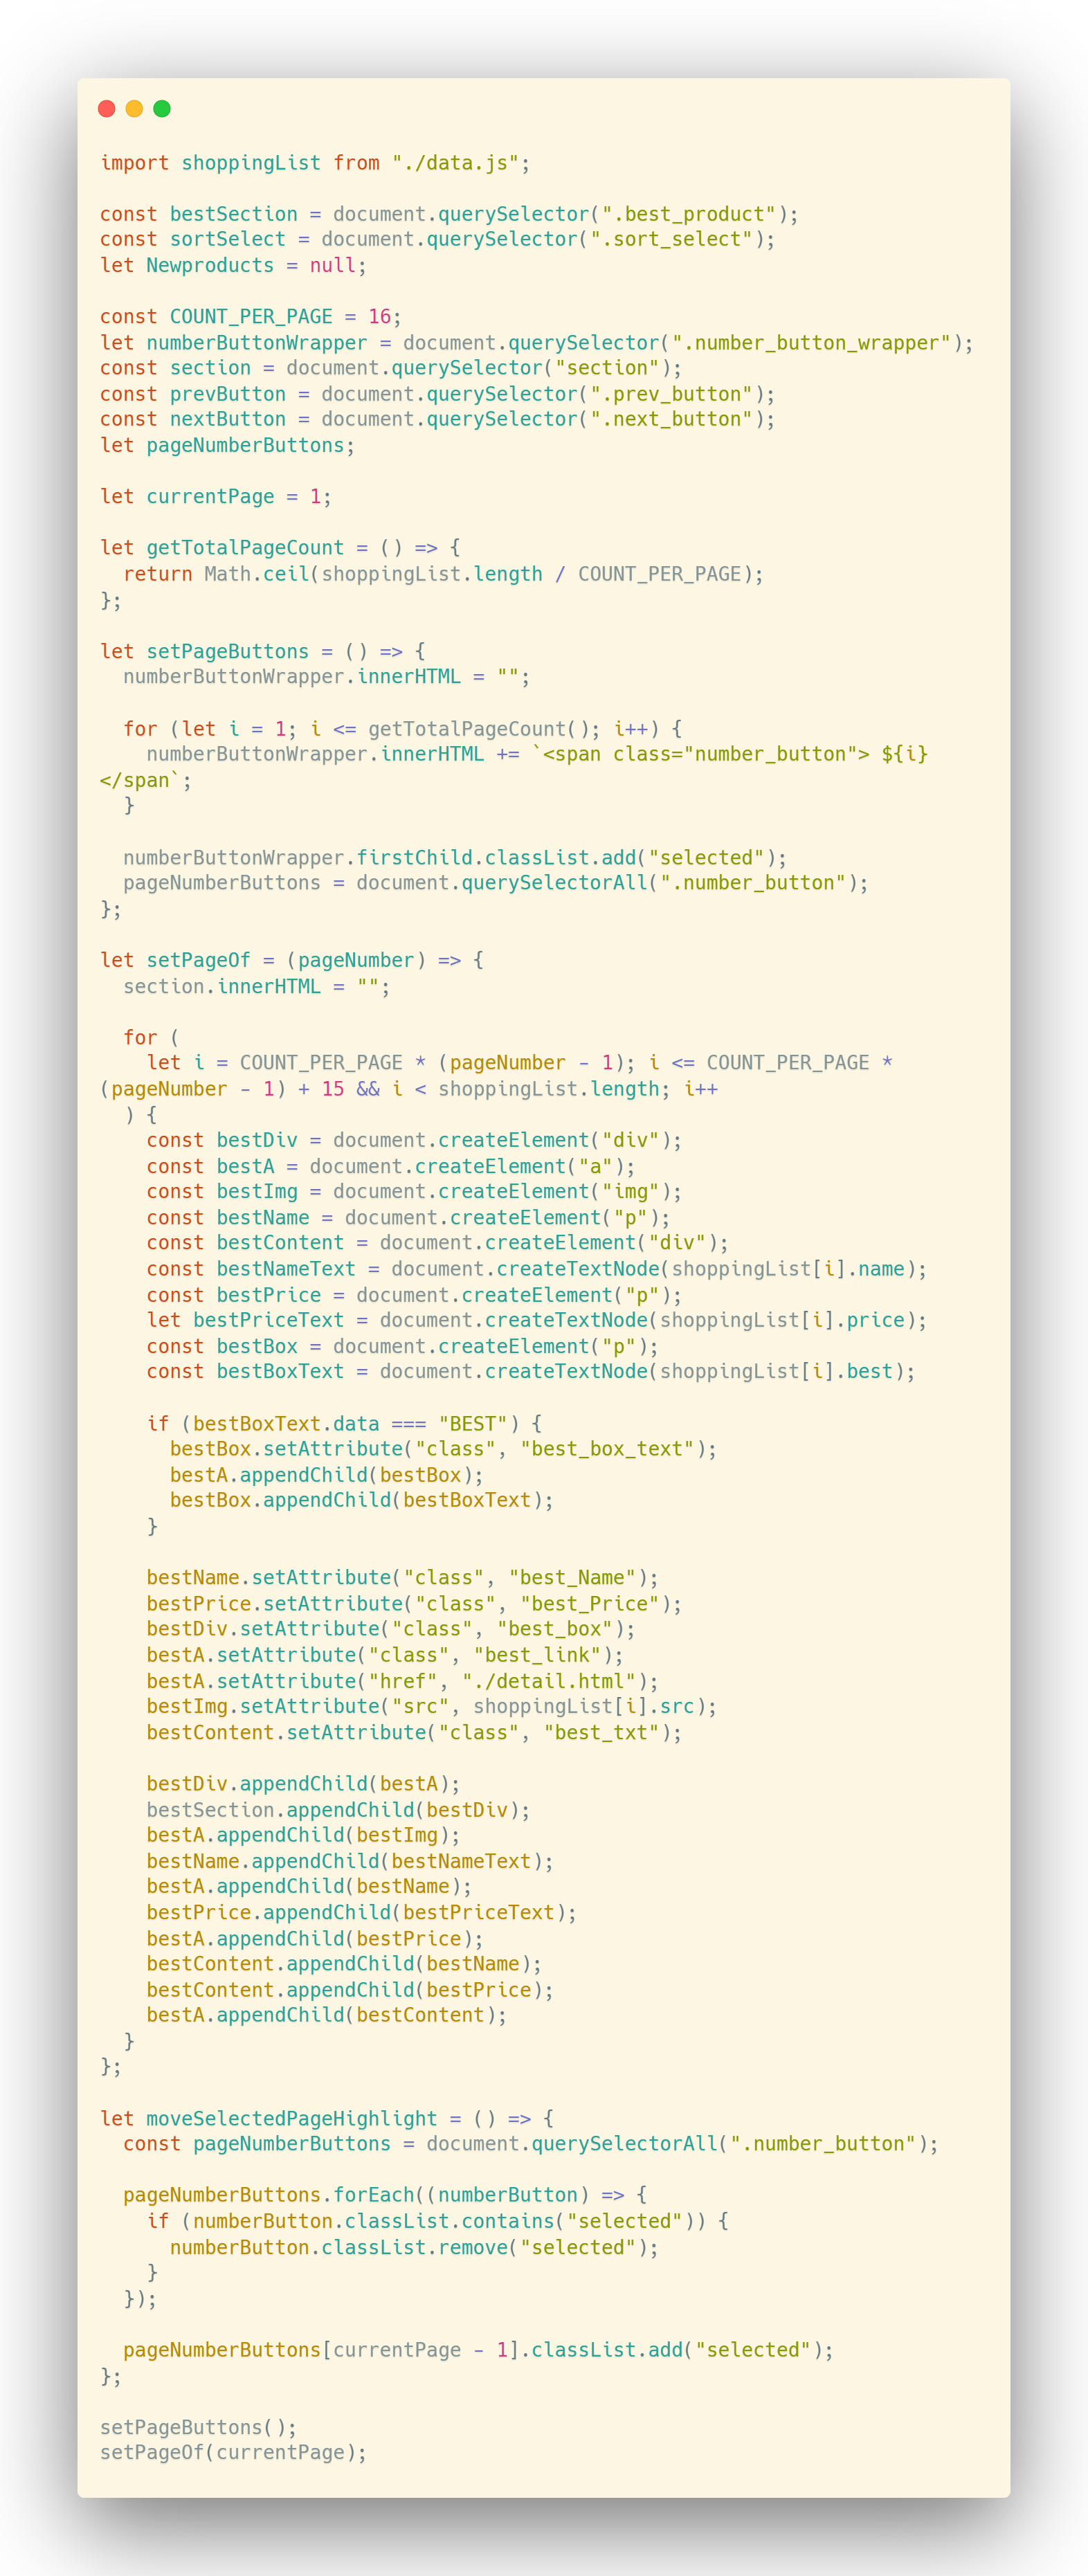 import shoppingList from "./data.js";

const bestSection = document.querySelector(".best_product");
const sortSelect = document.querySelector(".sort_select");
let Newproducts = null;

const COUNT_PER_PAGE = 16;
let numberButtonWrapper = document.querySelector(".number_button_wrapper");
const section = document.querySelector("section");
const prevButton = document.querySelector(".prev_button");
const nextButton = document.querySelector(".next_button");
let pageNumberButtons;

let currentPage = 1;

let getTotalPageCount = () => {
  return Math.ceil(shoppingList.length / COUNT_PER_PAGE);
};

let setPageButtons = () => {
  numberButtonWrapper.innerHTML = "";

  for (let i = 1; i <= getTotalPageCount(); i++) {
    numberButtonWrapper.innerHTML += `<span class="number_button"> ${i}
</span`;
  }

  numberButtonWrapper.firstChild.classList.add("selected");
  pageNumberButtons = document.querySelectorAll(".number_button");
};

let setPageOf = (pageNumber) => {
  section.innerHTML = "";

  for (
    let i = COUNT_PER_PAGE * (pageNumber - 1); i <= COUNT_PER_PAGE *
(pageNumber - 1) + 15 && i < shoppingList.length; i++
  ) {
    const bestDiv = document.createElement("div");
    const bestA = document.createElement("a");
    const bestImg = document.createElement("img");
    const bestName = document.createElement("p");
    const bestContent = document.createElement("div");
    const bestNameText = document.createTextNode(shoppingList[i].name);
    const bestPrice = document.createElement("p");
    let bestPriceText = document.createTextNode(shoppingList[i].price);
    const bestBox = document.createElement("p");
    const bestBoxText = document.createTextNode(shoppingList[i].best);

    if (bestBoxText.data === "BEST") {
      bestBox.setAttribute("class", "best_box_text");
      bestA.appendChild(bestBox);
      bestBox.appendChild(bestBoxText);
    }

    bestName.setAttribute("class", "best_Name");
    bestPrice.setAttribute("class", "best_Price");
    bestDiv.setAttribute("class", "best_box");
    bestA.setAttribute("class", "best_link");
    bestA.setAttribute("href", "./detail.html");
    bestImg.setAttribute("src", shoppingList[i].src);
    bestContent.setAttribute("class", "best_txt");

    bestDiv.appendChild(bestA);
    bestSection.appendChild(bestDiv);
    bestA.appendChild(bestImg);
    bestName.appendChild(bestNameText);
    bestA.appendChild(bestName);
    bestPrice.appendChild(bestPriceText);
    bestA.appendChild(bestPrice);
    bestContent.appendChild(bestName);
    bestContent.appendChild(bestPrice);
    bestA.appendChild(bestContent);
  }
};

let moveSelectedPageHighlight = () => {
  const pageNumberButtons = document.querySelectorAll(".number_button");

  pageNumberButtons.forEach((numberButton) => {
    if (numberButton.classList.contains("selected")) {
      numberButton.classList.remove("selected");
    }
  });

  pageNumberButtons[currentPage - 1].classList.add("selected");
};

setPageButtons();
setPageOf(currentPage);